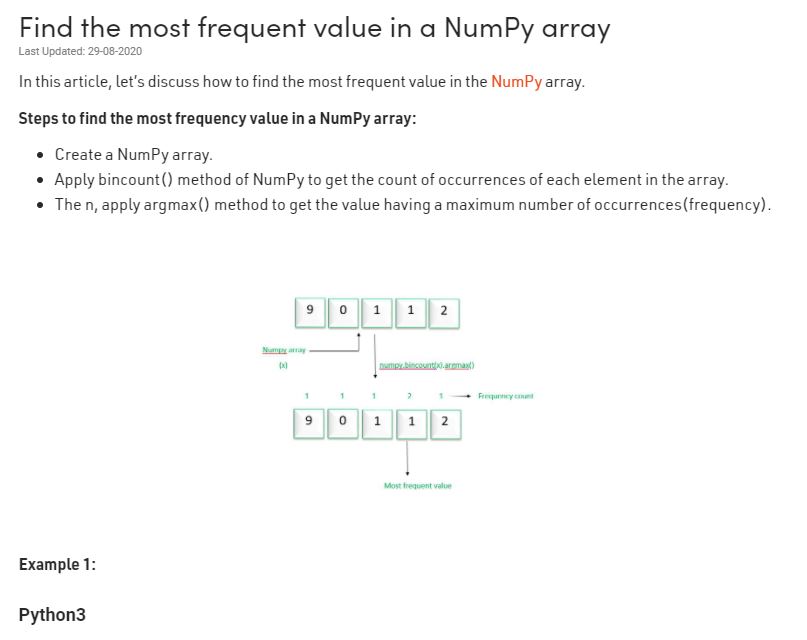 Find the most frequent value in a NumPy array
Last Updated: 29-08-2020
In this article, let's discuss how to find the most frequent value in the NumPy array.
Steps to find the most frequency value in a NumPy array:
• Create a NumPy array.
• Apply bincount() method of NumPy to get the count of occurrences of each element in the array.
• The n, apply argmax() method to get the value having a maximum number of occurrences(frequency).
9 0 1 1 2
Numpy array
(x)
numpy.bincount(x).argmax()
1 1 1 2 1 Frequency count
9 0 1 1 2
Most frequent value
Example 1:
Python3